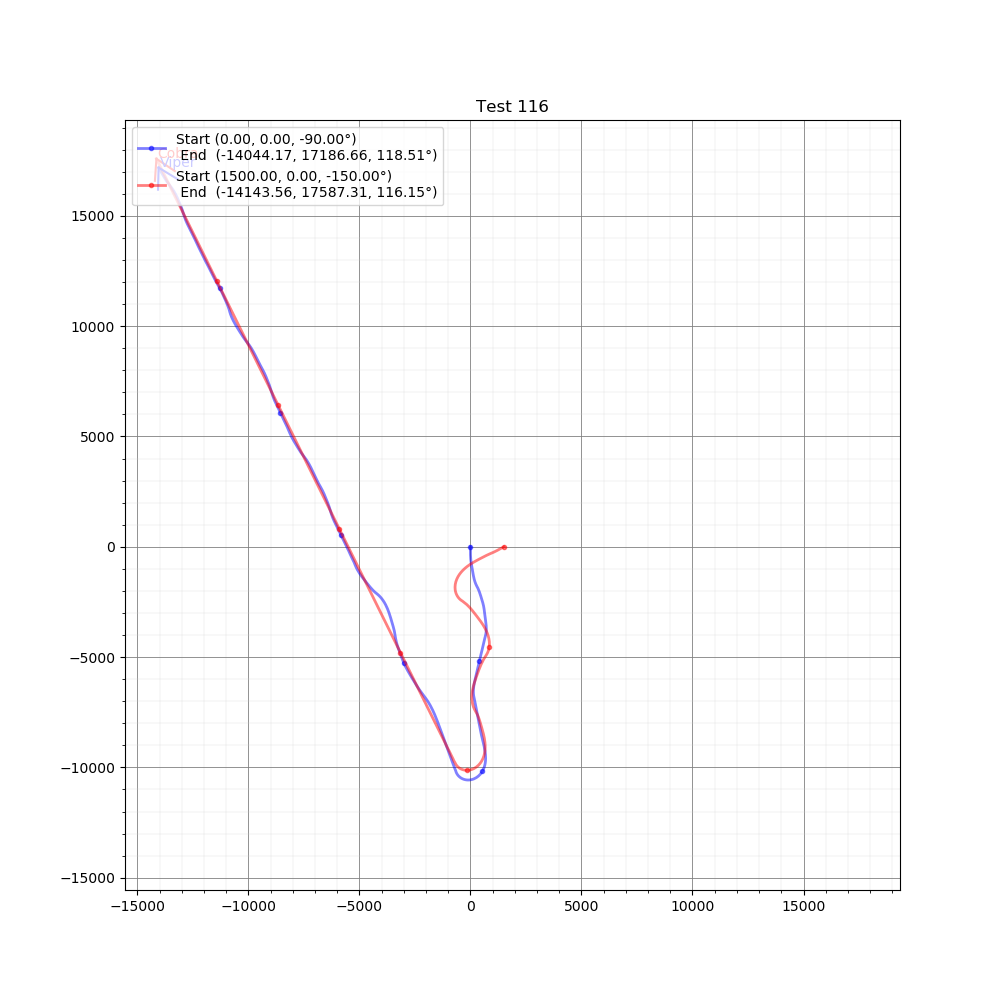 Test 116
Start (0.00, 0.00, -90.00°)
End (-14044.17, 17186.66, 118.51°)
Start (1500.00, 0.00, -150.00°)
End (-14143.56, 17587.31, 116.15°)
Viper
15000
10000
5000
0
−5000
−10000
−15000
−15000 −10000 −5000 0 5000 10000 15000